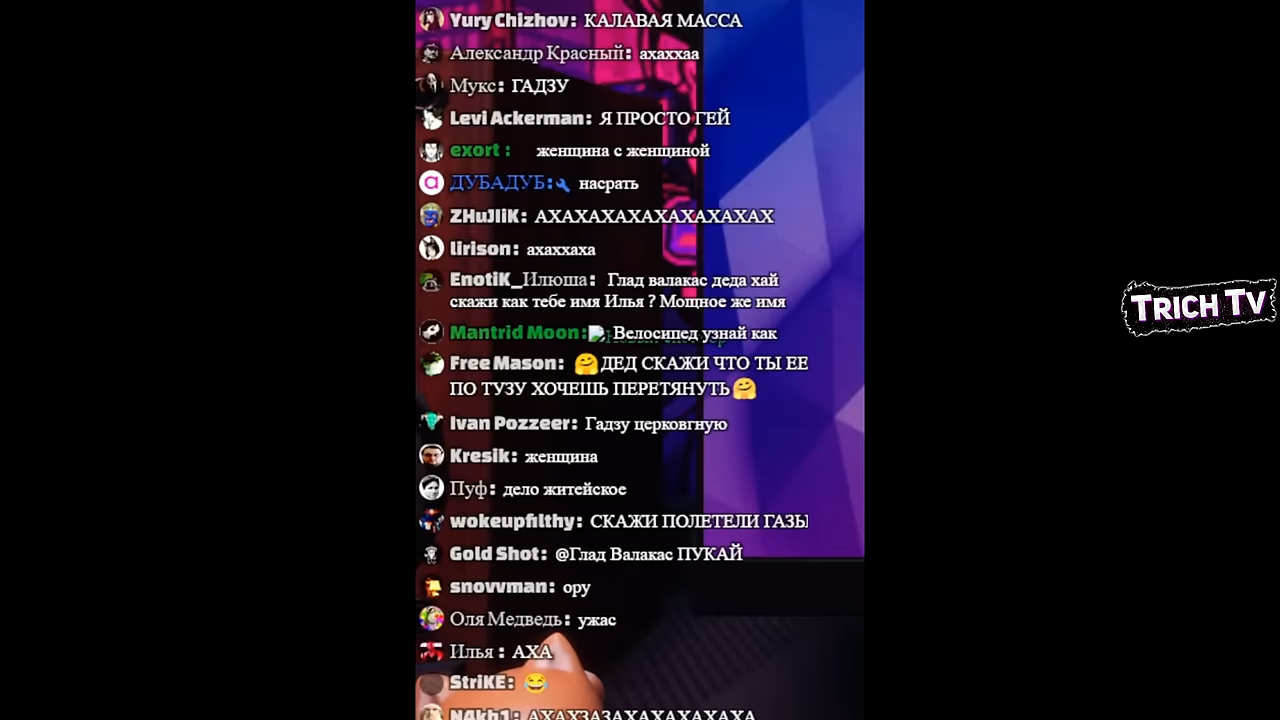 Yury Chizhov: КАЛАВАЯ МАССА
Александр Красный: ахаххаа
Мукс: ГАДЗУ
Levi Ackerman: Я ПРОСТО ГЕЙ
exort : женщина с женщиной
ДУБАДУБ: насрать
ZHuJliK: АХАХАХАХАХАХАХАХАХ
lirison: ахаххаха
EnotiK_Илюша: Глад валакас деда хай
скажи как тебе имя Илья ? Мощное же имя
Mantrid Moon: Велосипед узнай как
Free Mason: 🤗ДЕД СКАЖИ ЧТО ТЫ ЕЕ
ПО ТУЗУ ХОЧЕШЬ ПЕРЕТЯНУТЬ🤗
Ivan Pozzeer: Гадзу церковгную
Kresik: женщина
Пуф: дело житейское
wokeupfilthy: СКАЖИ ПОЛЕТЕЛИ ГАЗЫ
Gold Shot: @Глад Валакас ПУКАЙ
snovvman: ору
Оля Медведь: ужас
Илья : АХА
StriKE: 😂
N4kh1: АХАХЗАЗАХАХАХАХАХА
TRICH TV